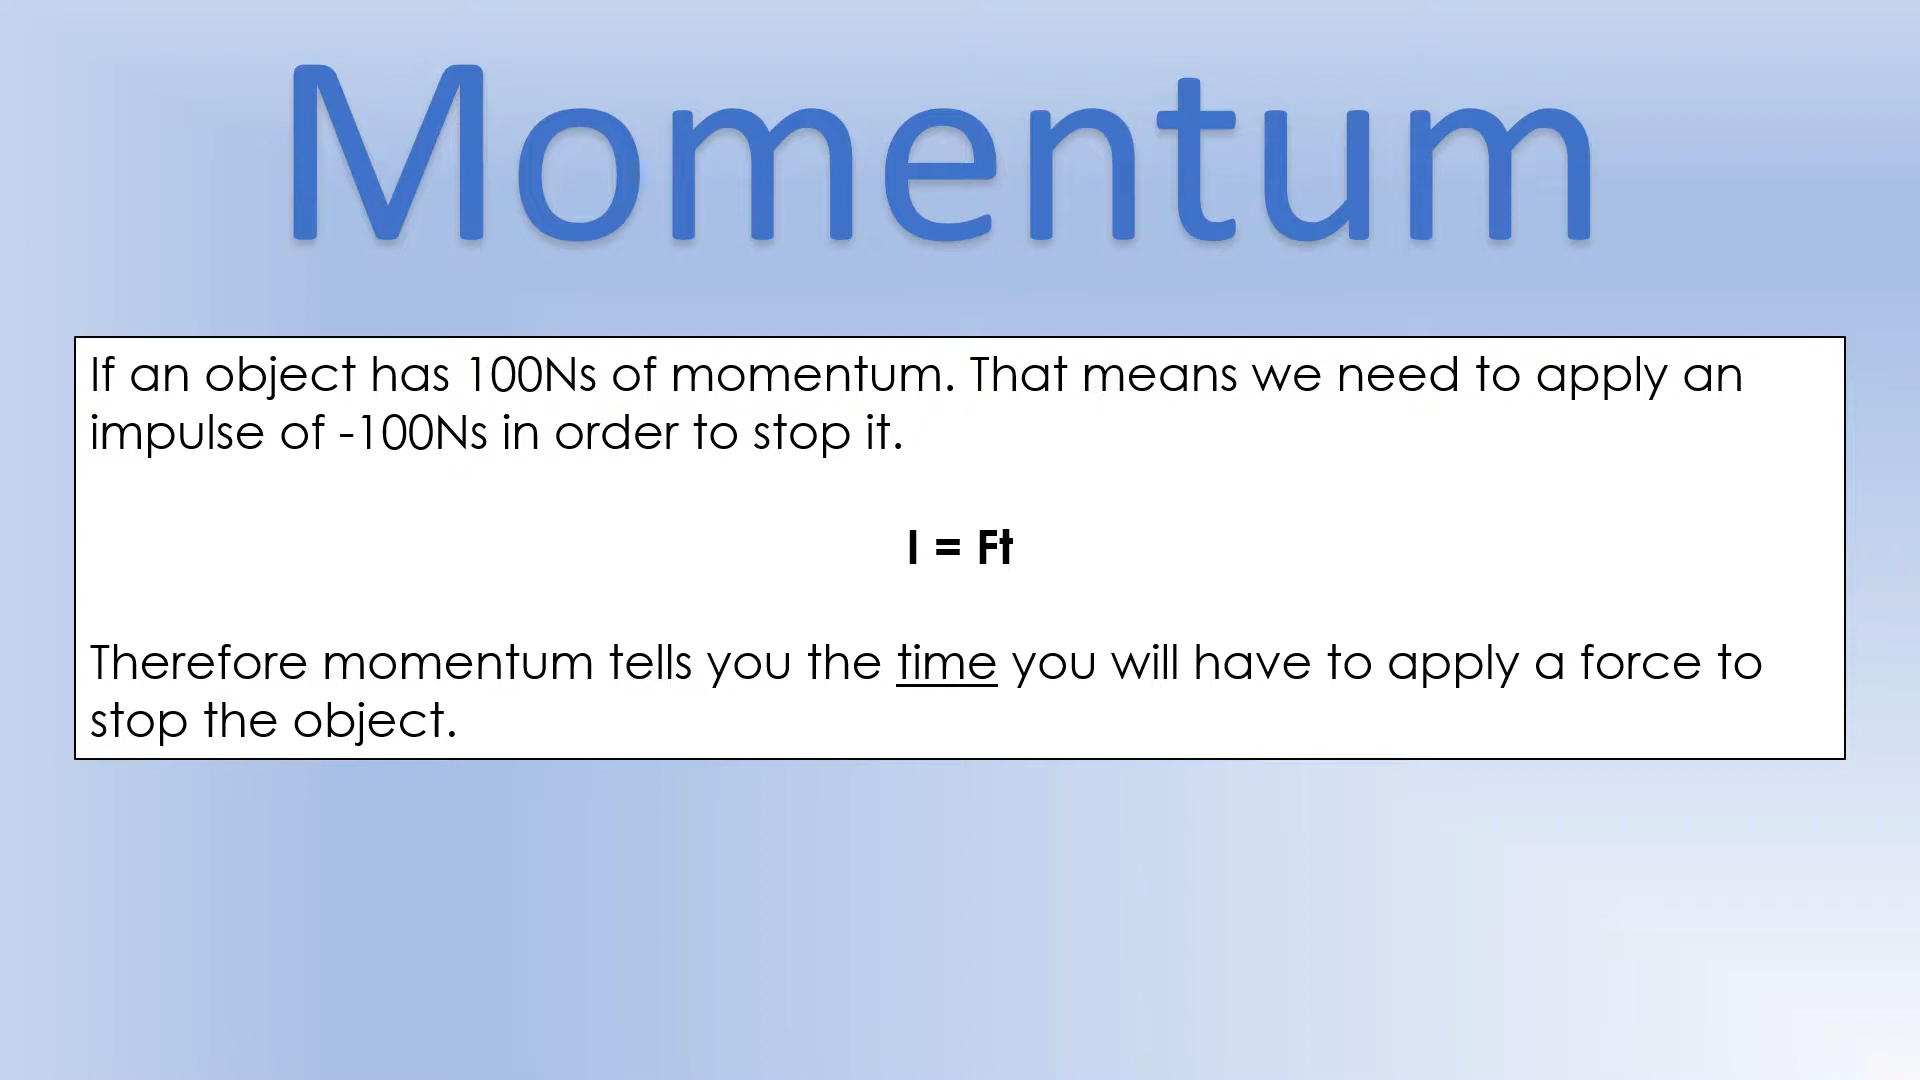 Momentum
If an object has 100Ns of momentum. That means we need to apply an
impulse of -100Ns in order to stop it.
I = Ft
Therefore momentum tells you the time you will have to apply a force to
stop the object.